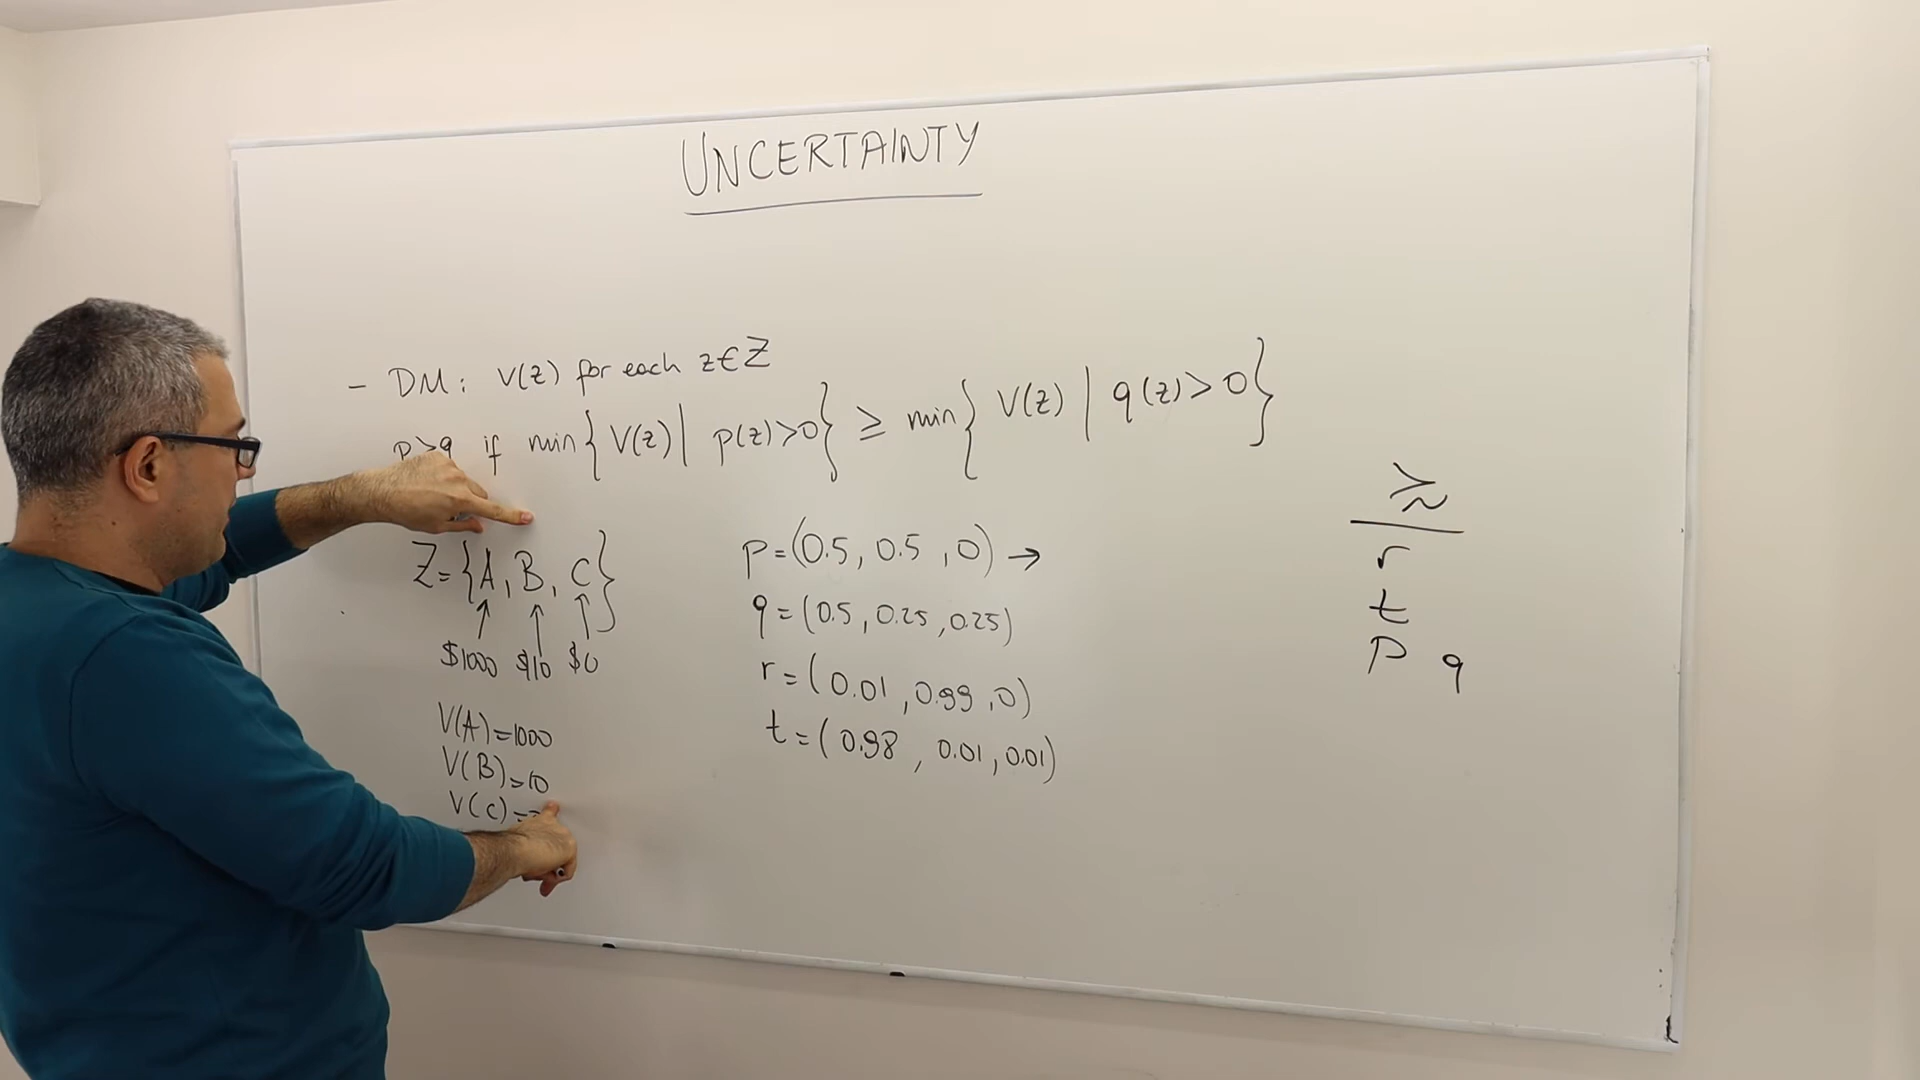 UNCERTAINTY
- DM: V(z) for each z∈Z
p≿q if min{V(z) | p(z)>0} ≥ min{V(z) | q(z)>0}
Z={A, B, C}
↑ ↑ ↑
$1000 $10 $0
V(A)=1000
V(B)=10
V(C)=
p=(0.5, 0.5, 0) →
q=(0.5, 0.25, 0.25)
r=(0.01, 0.99, 0)
t=(0.98, 0.01, 0.01)
≿
r
t
p q